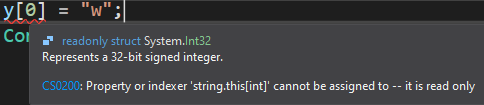 y[0] = "w";
Con
readonly struct System.Int32
Represents a 32-bit signed integer.
CS0200: Property or indexer 'string.this[int]' cannot be assigned to -- it is read only